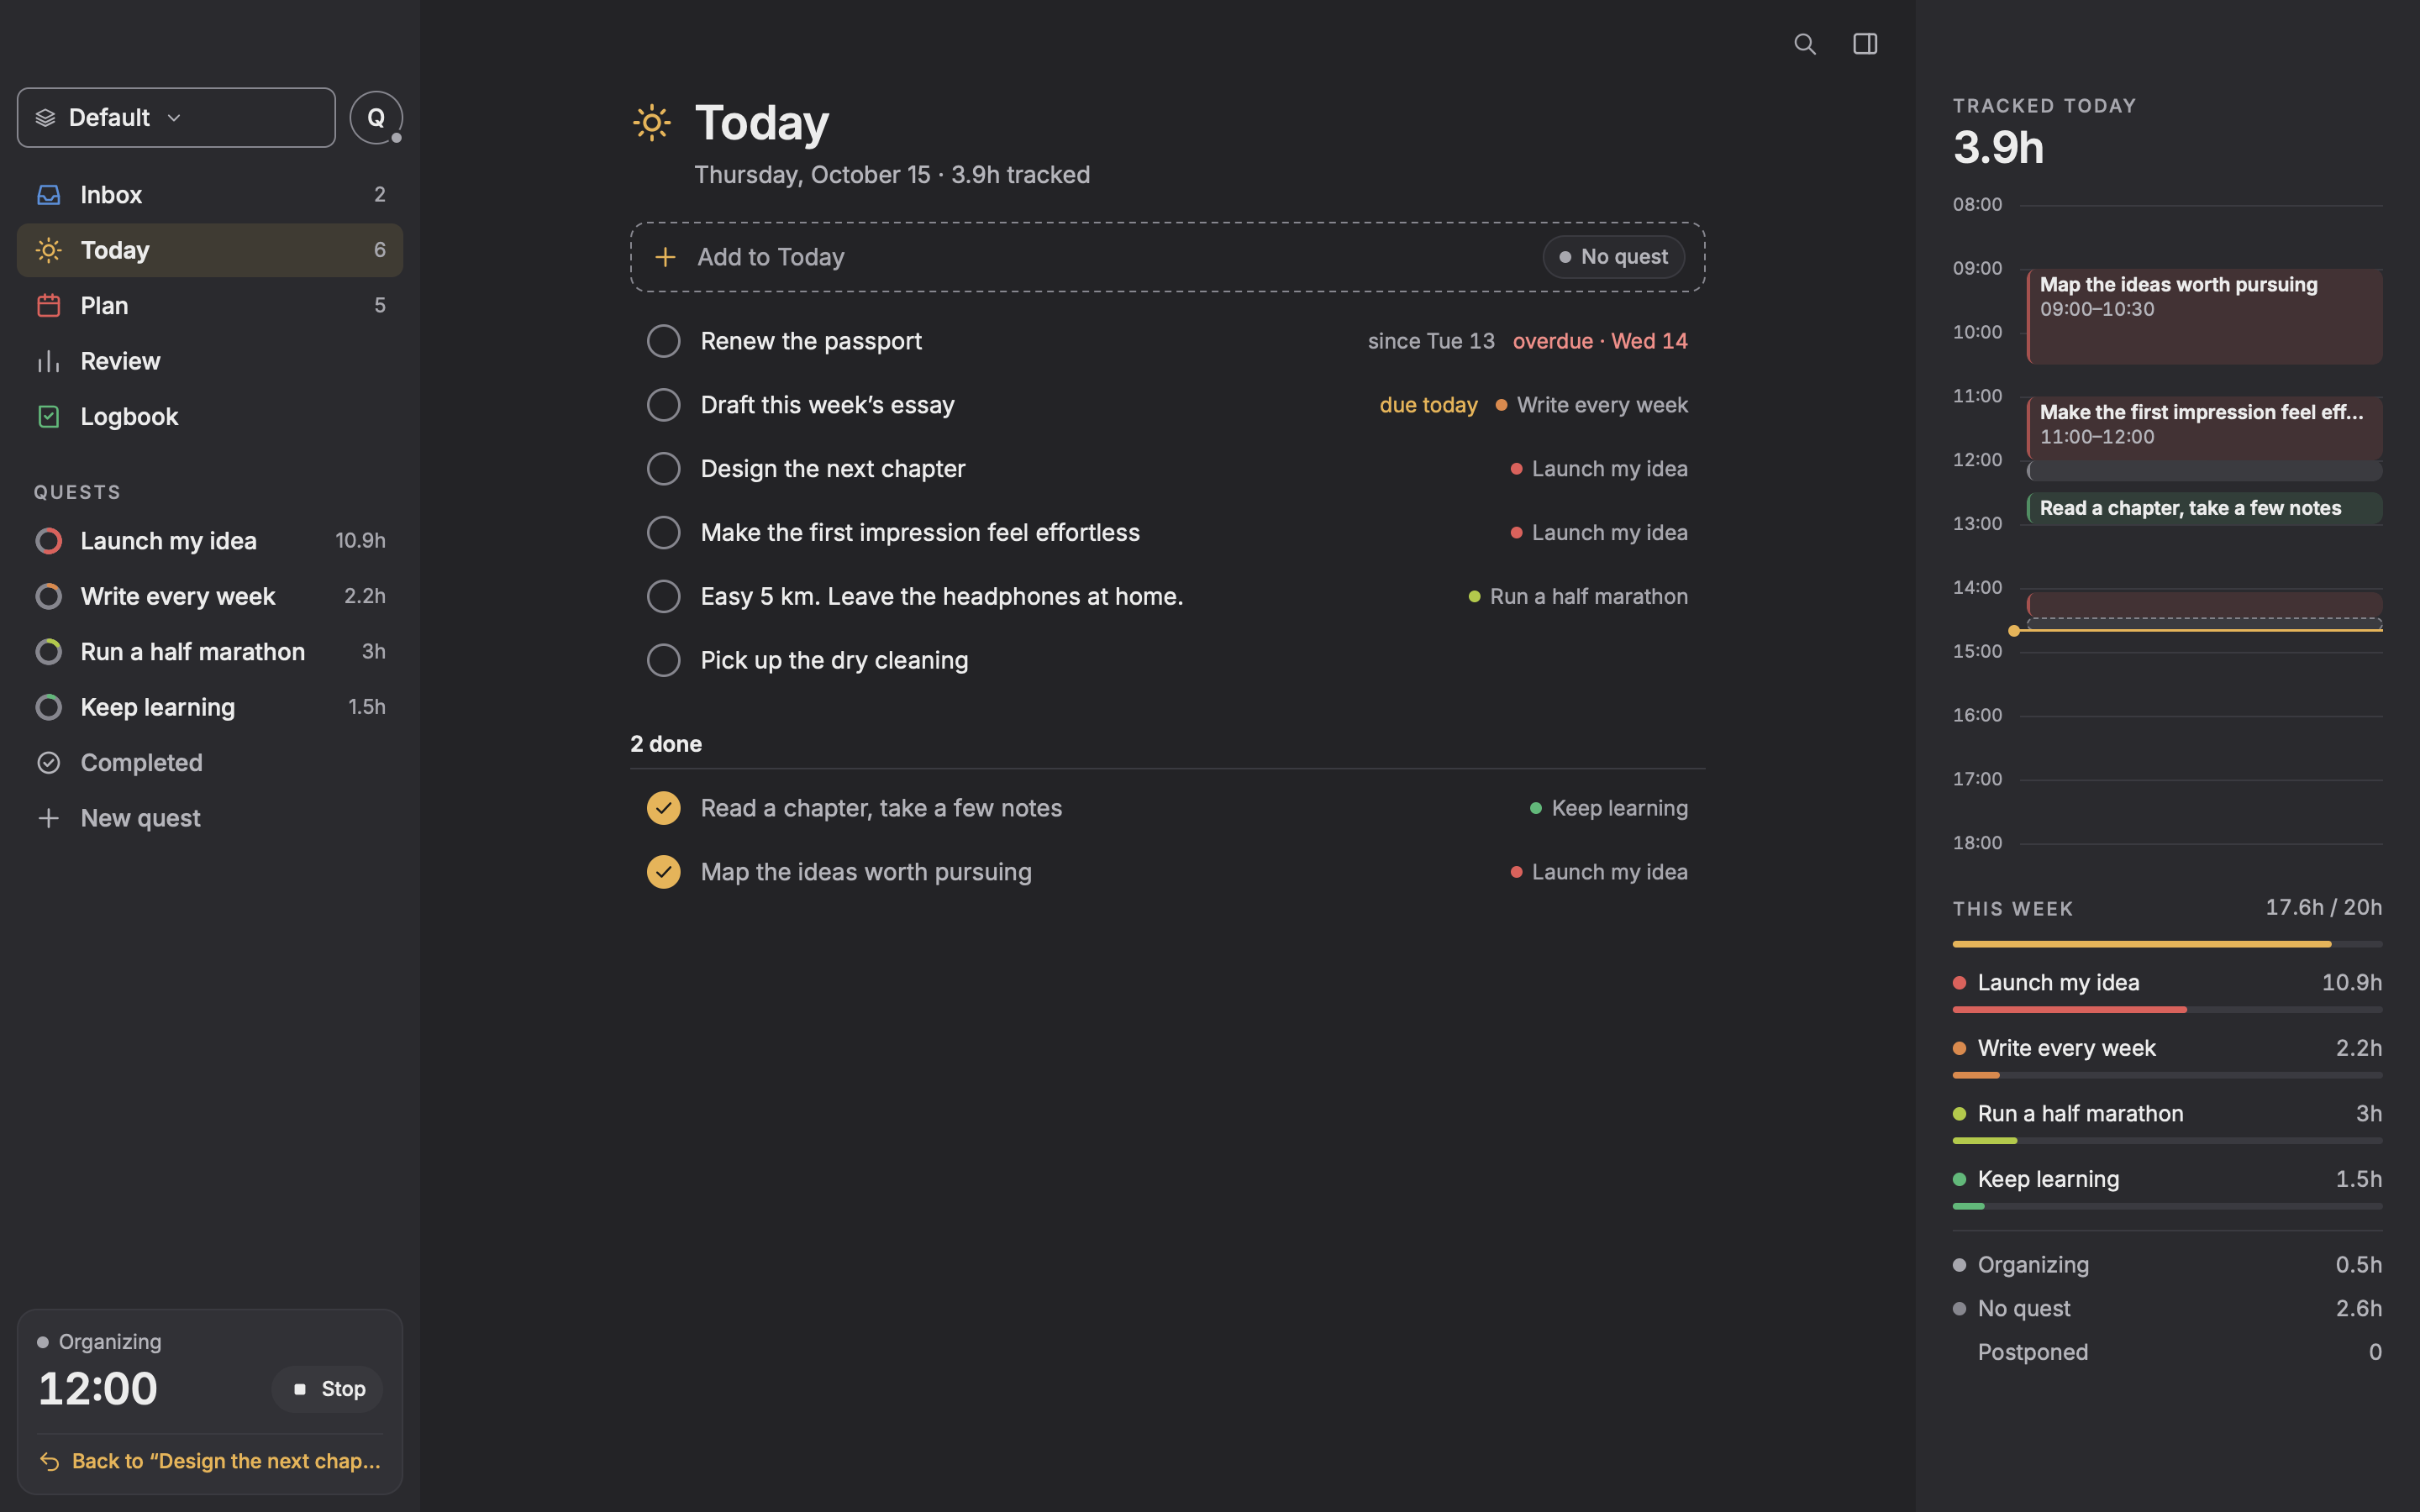 Default
Q
Inbox 2
Today 6
Plan 5
Review
Logbook
QUESTS
Launch my idea 10.9h
Write every week 2.2h
Run a half marathon 3h
Keep learning 1.5h
Completed
New quest
Organizing
12:00 Stop
Back to “Design the next chap...
Today
Thursday, October 15 · 3.9h tracked
Add to Today No quest
Renew the passport since Tue 13 overdue · Wed 14
Draft this week’s essay due today Write every week
Design the next chapter Launch my idea
Make the first impression feel effortless Launch my idea
Easy 5 km. Leave the headphones at home. Run a half marathon
Pick up the dry cleaning
2 done
Read a chapter, take a few notes Keep learning
Map the ideas worth pursuing Launch my idea
TRACKED TODAY
3.9h
08:00
09:00
Map the ideas worth pursuing
09:00–10:30
10:00
11:00
Make the first impression feel eff...
11:00–12:00
12:00
Read a chapter, take a few notes
13:00
14:00
15:00
16:00
17:00
18:00
THIS WEEK 17.6h / 20h
Launch my idea 10.9h
Write every week 2.2h
Run a half marathon 3h
Keep learning 1.5h
Organizing 0.5h
No quest 2.6h
Postponed 0